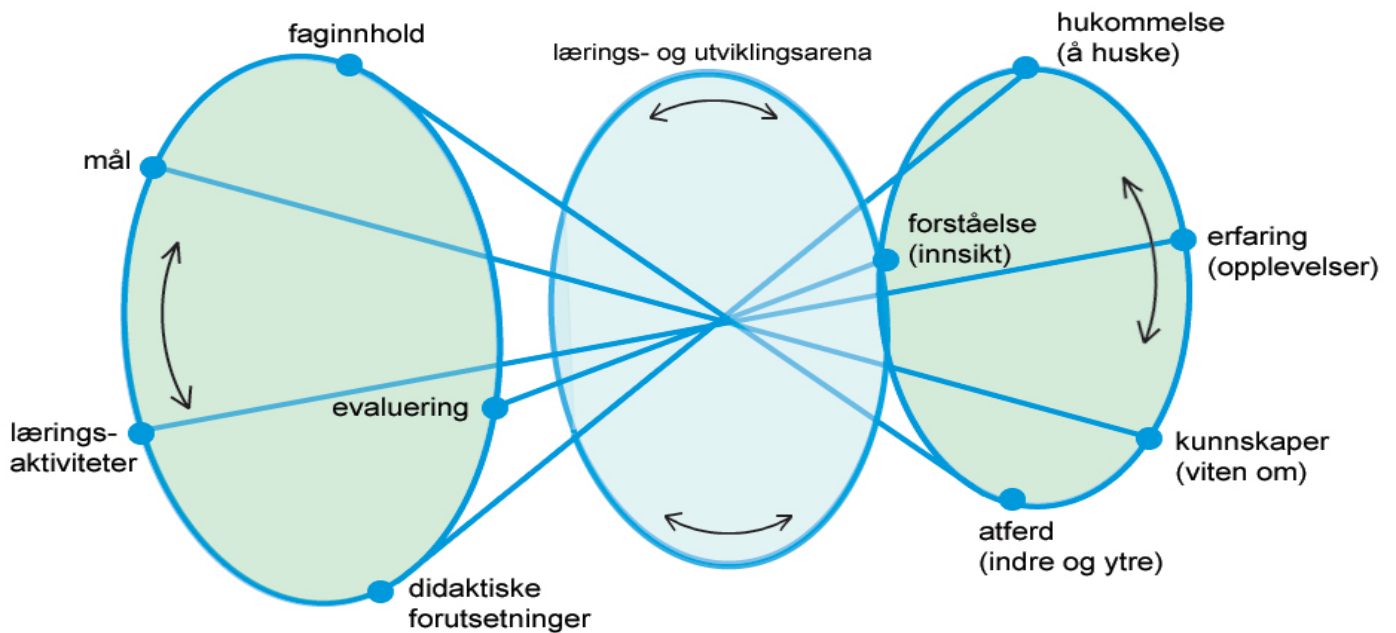 faginnhold
mål
lærings-
aktiviteter
evaluering
didaktiske
forutsetninger
lærings- og utviklingsarena
hukommelse
(å huske)
forståelse
(innsikt)
erfaring
(opplevelser)
kunnskaper
(viten om)
atferd
(indre og ytre)